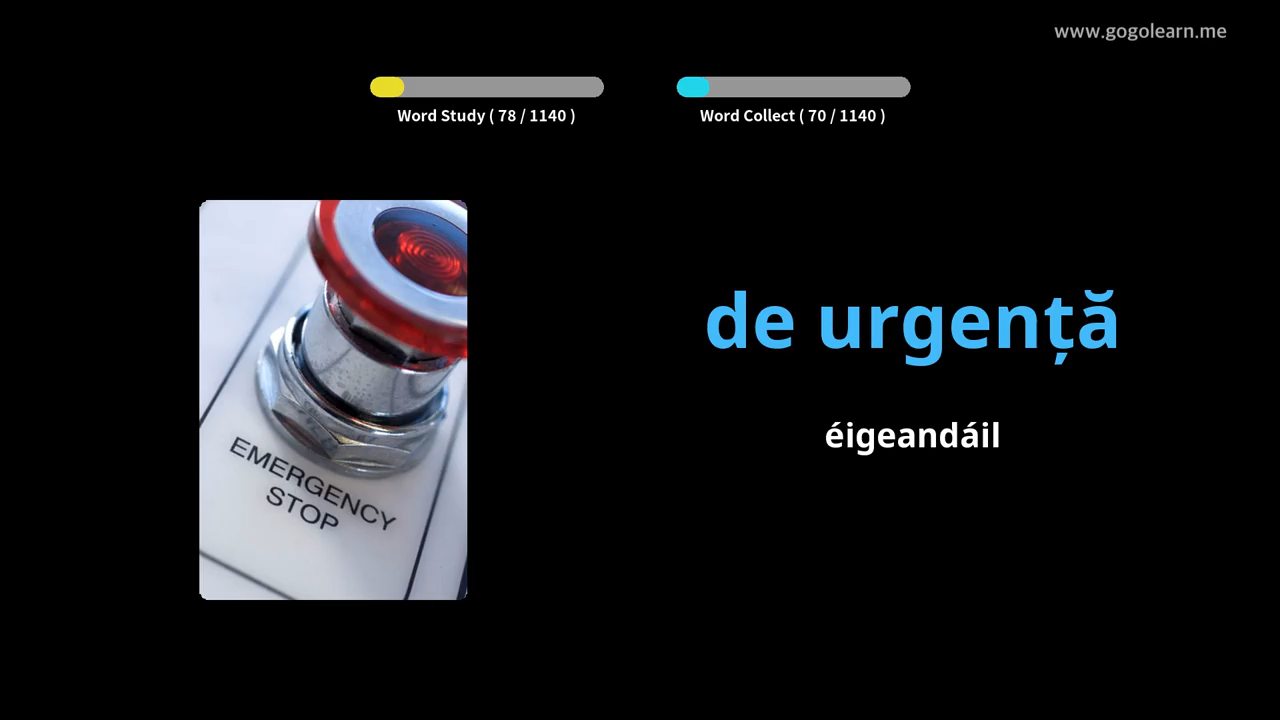 www.gogolearn.me
Word Study ( 78 / 1140 )
Word Collect ( 70 / 1140 )
de urgență
éigeandáil
EMERGENCY
STOP